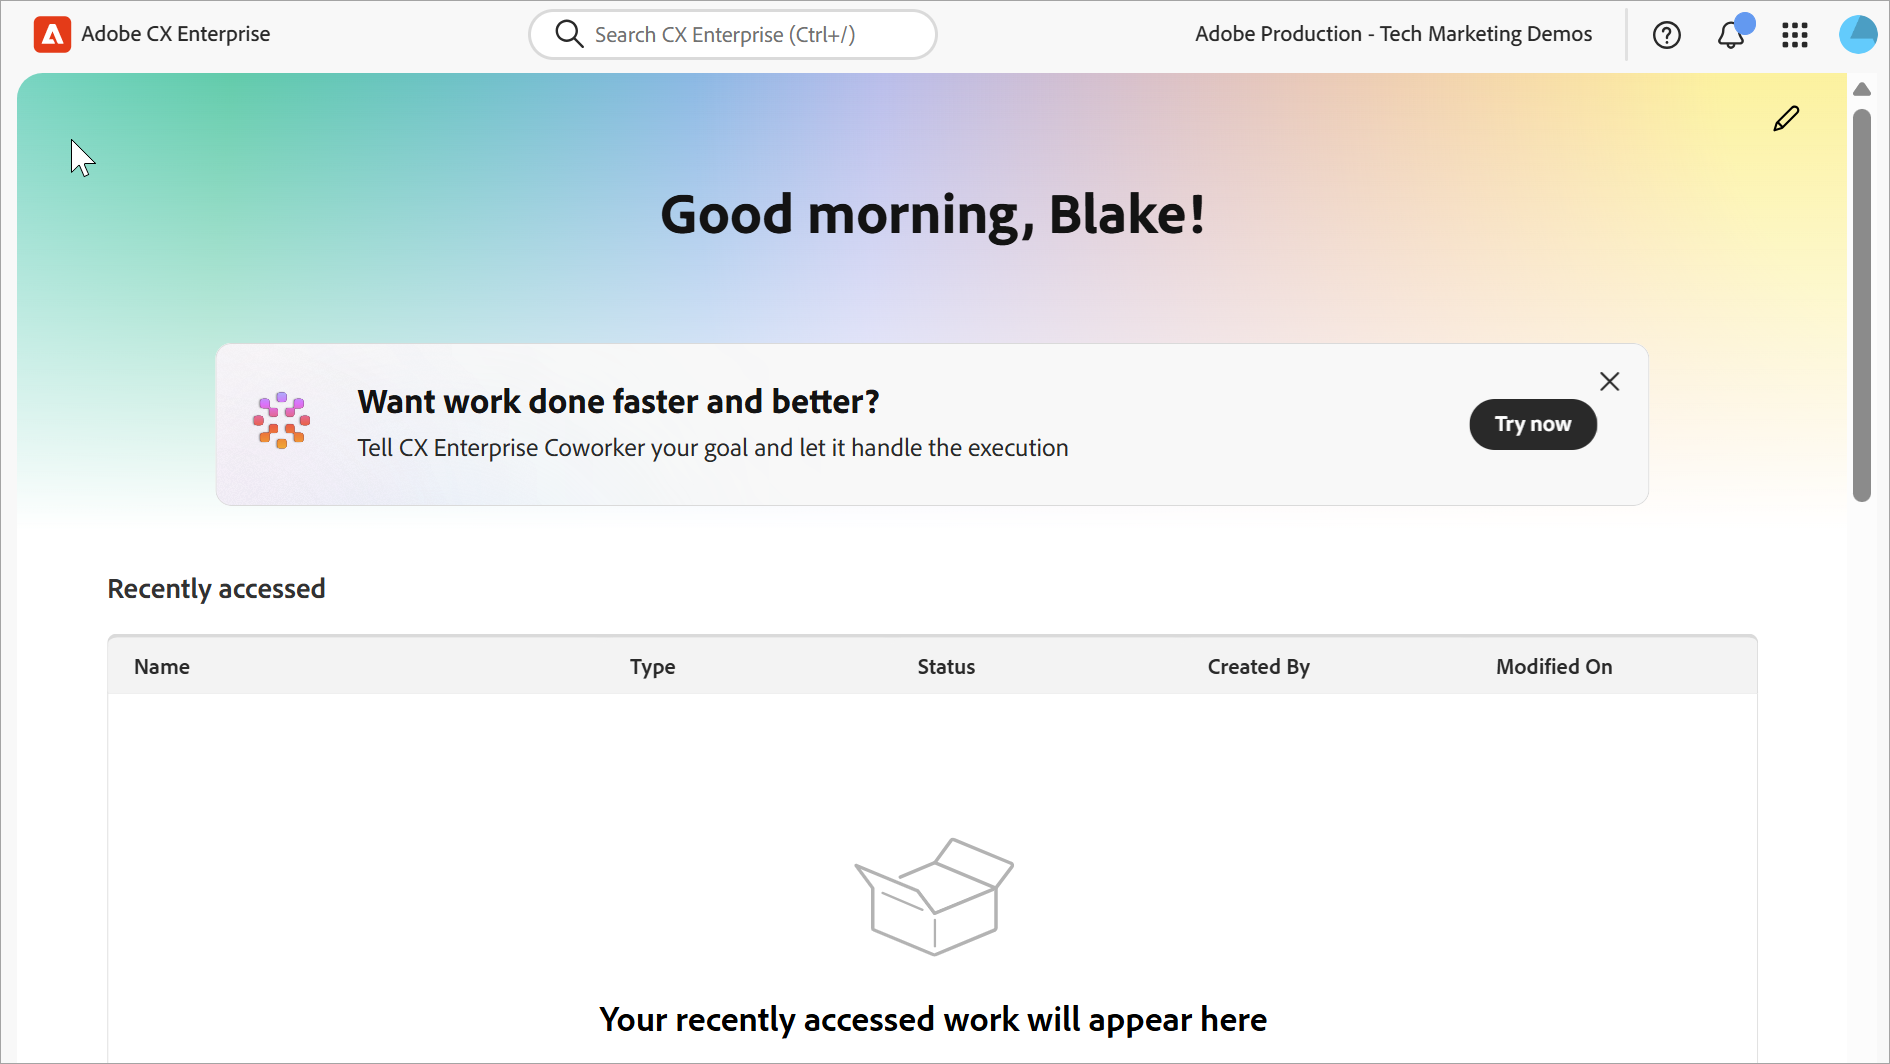 Adobe CX Enterprise
Search CX Enterprise (Ctrl+/)
Adobe Production - Tech Marketing Demos
Good morning, Blake!
Want work done faster and better?
Tell CX Enterprise Coworker your goal and let it handle the execution
Try now
Recently accessed
Name Type Status Created By Modified On
Your recently accessed work will appear here